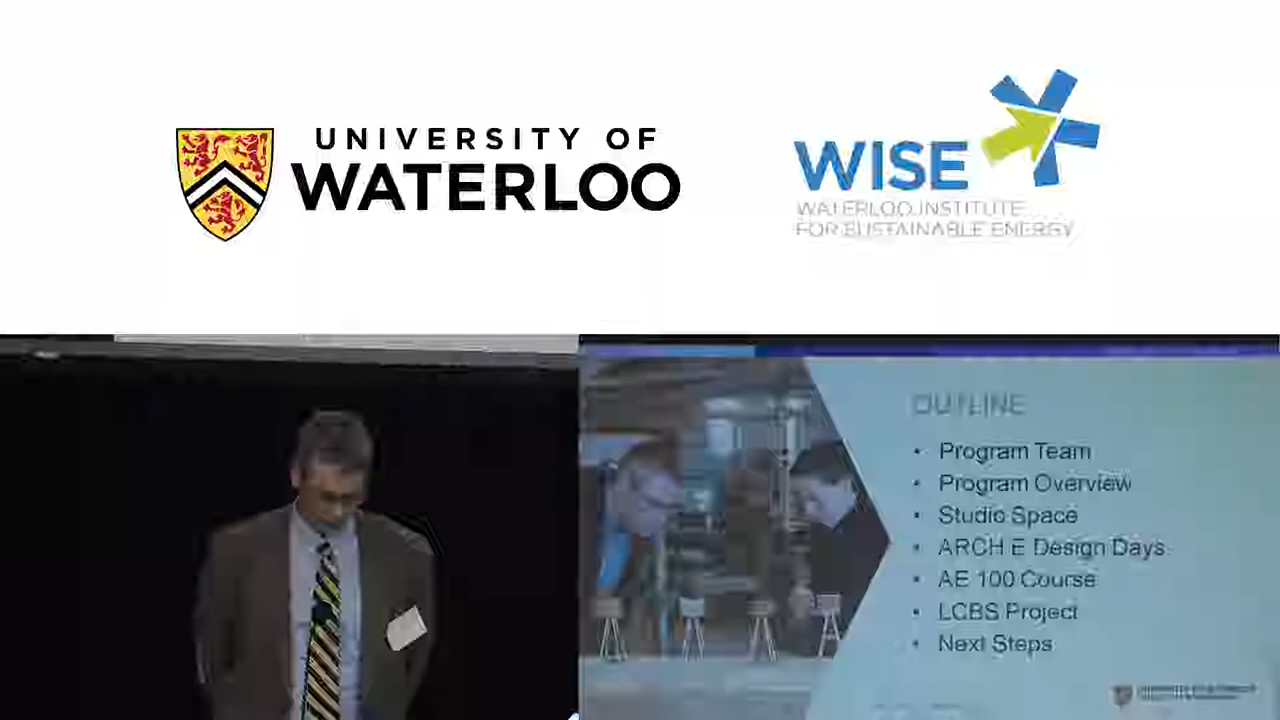 UNIVERSITY OF
WATERLOO
WISE
WATERLOO INSTITUTE
FOR SUSTAINABLE ENERGY
OUTLINE
• Program Team
• Program Overview
• Studio Space
• ARCH E Design Days
• AE 100 Course
• LCBS Project
• Next Steps